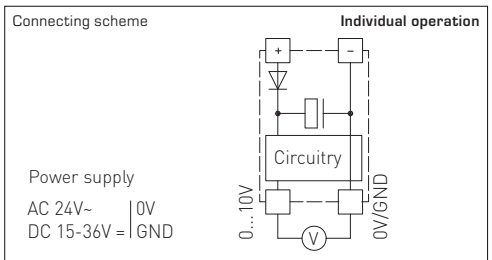 Connecting scheme
Individual operation
+
–
Circuitry
Power supply
AC 24V~ 0V
DC 15-36V = GND
0...10V
0V/GND
V